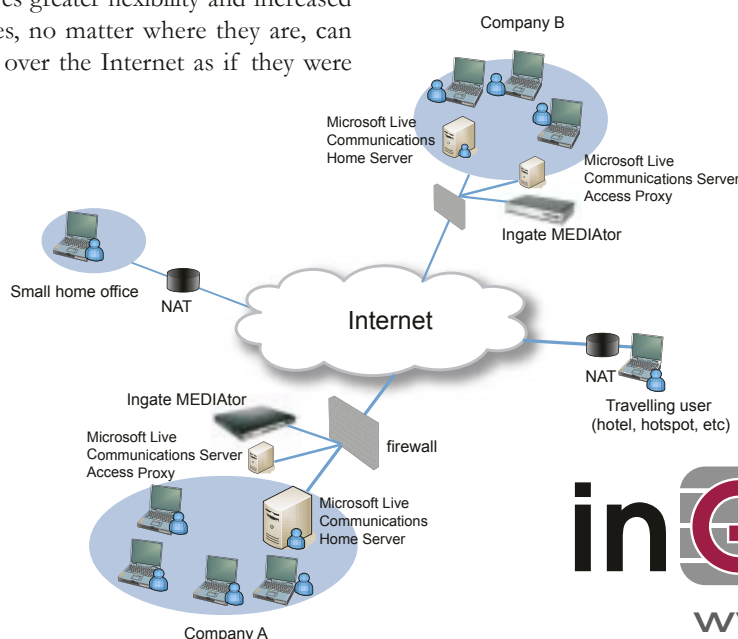 es greater flexibility and increased
es, no matter where they are, can
over the Internet as if they were
Company B
Microsoft Live
Communications
Home Server
Microsoft Live
Communications Server
Access Proxy
Ingate MEDIAtor
Small home office
NAT
Internet
NAT
Travelling user
(hotel, hotspot, etc)
Ingate MEDIAtor
firewall
Microsoft Live
Communications Server
Access Proxy
Microsoft Live
Communications
Home Server
Company A
in